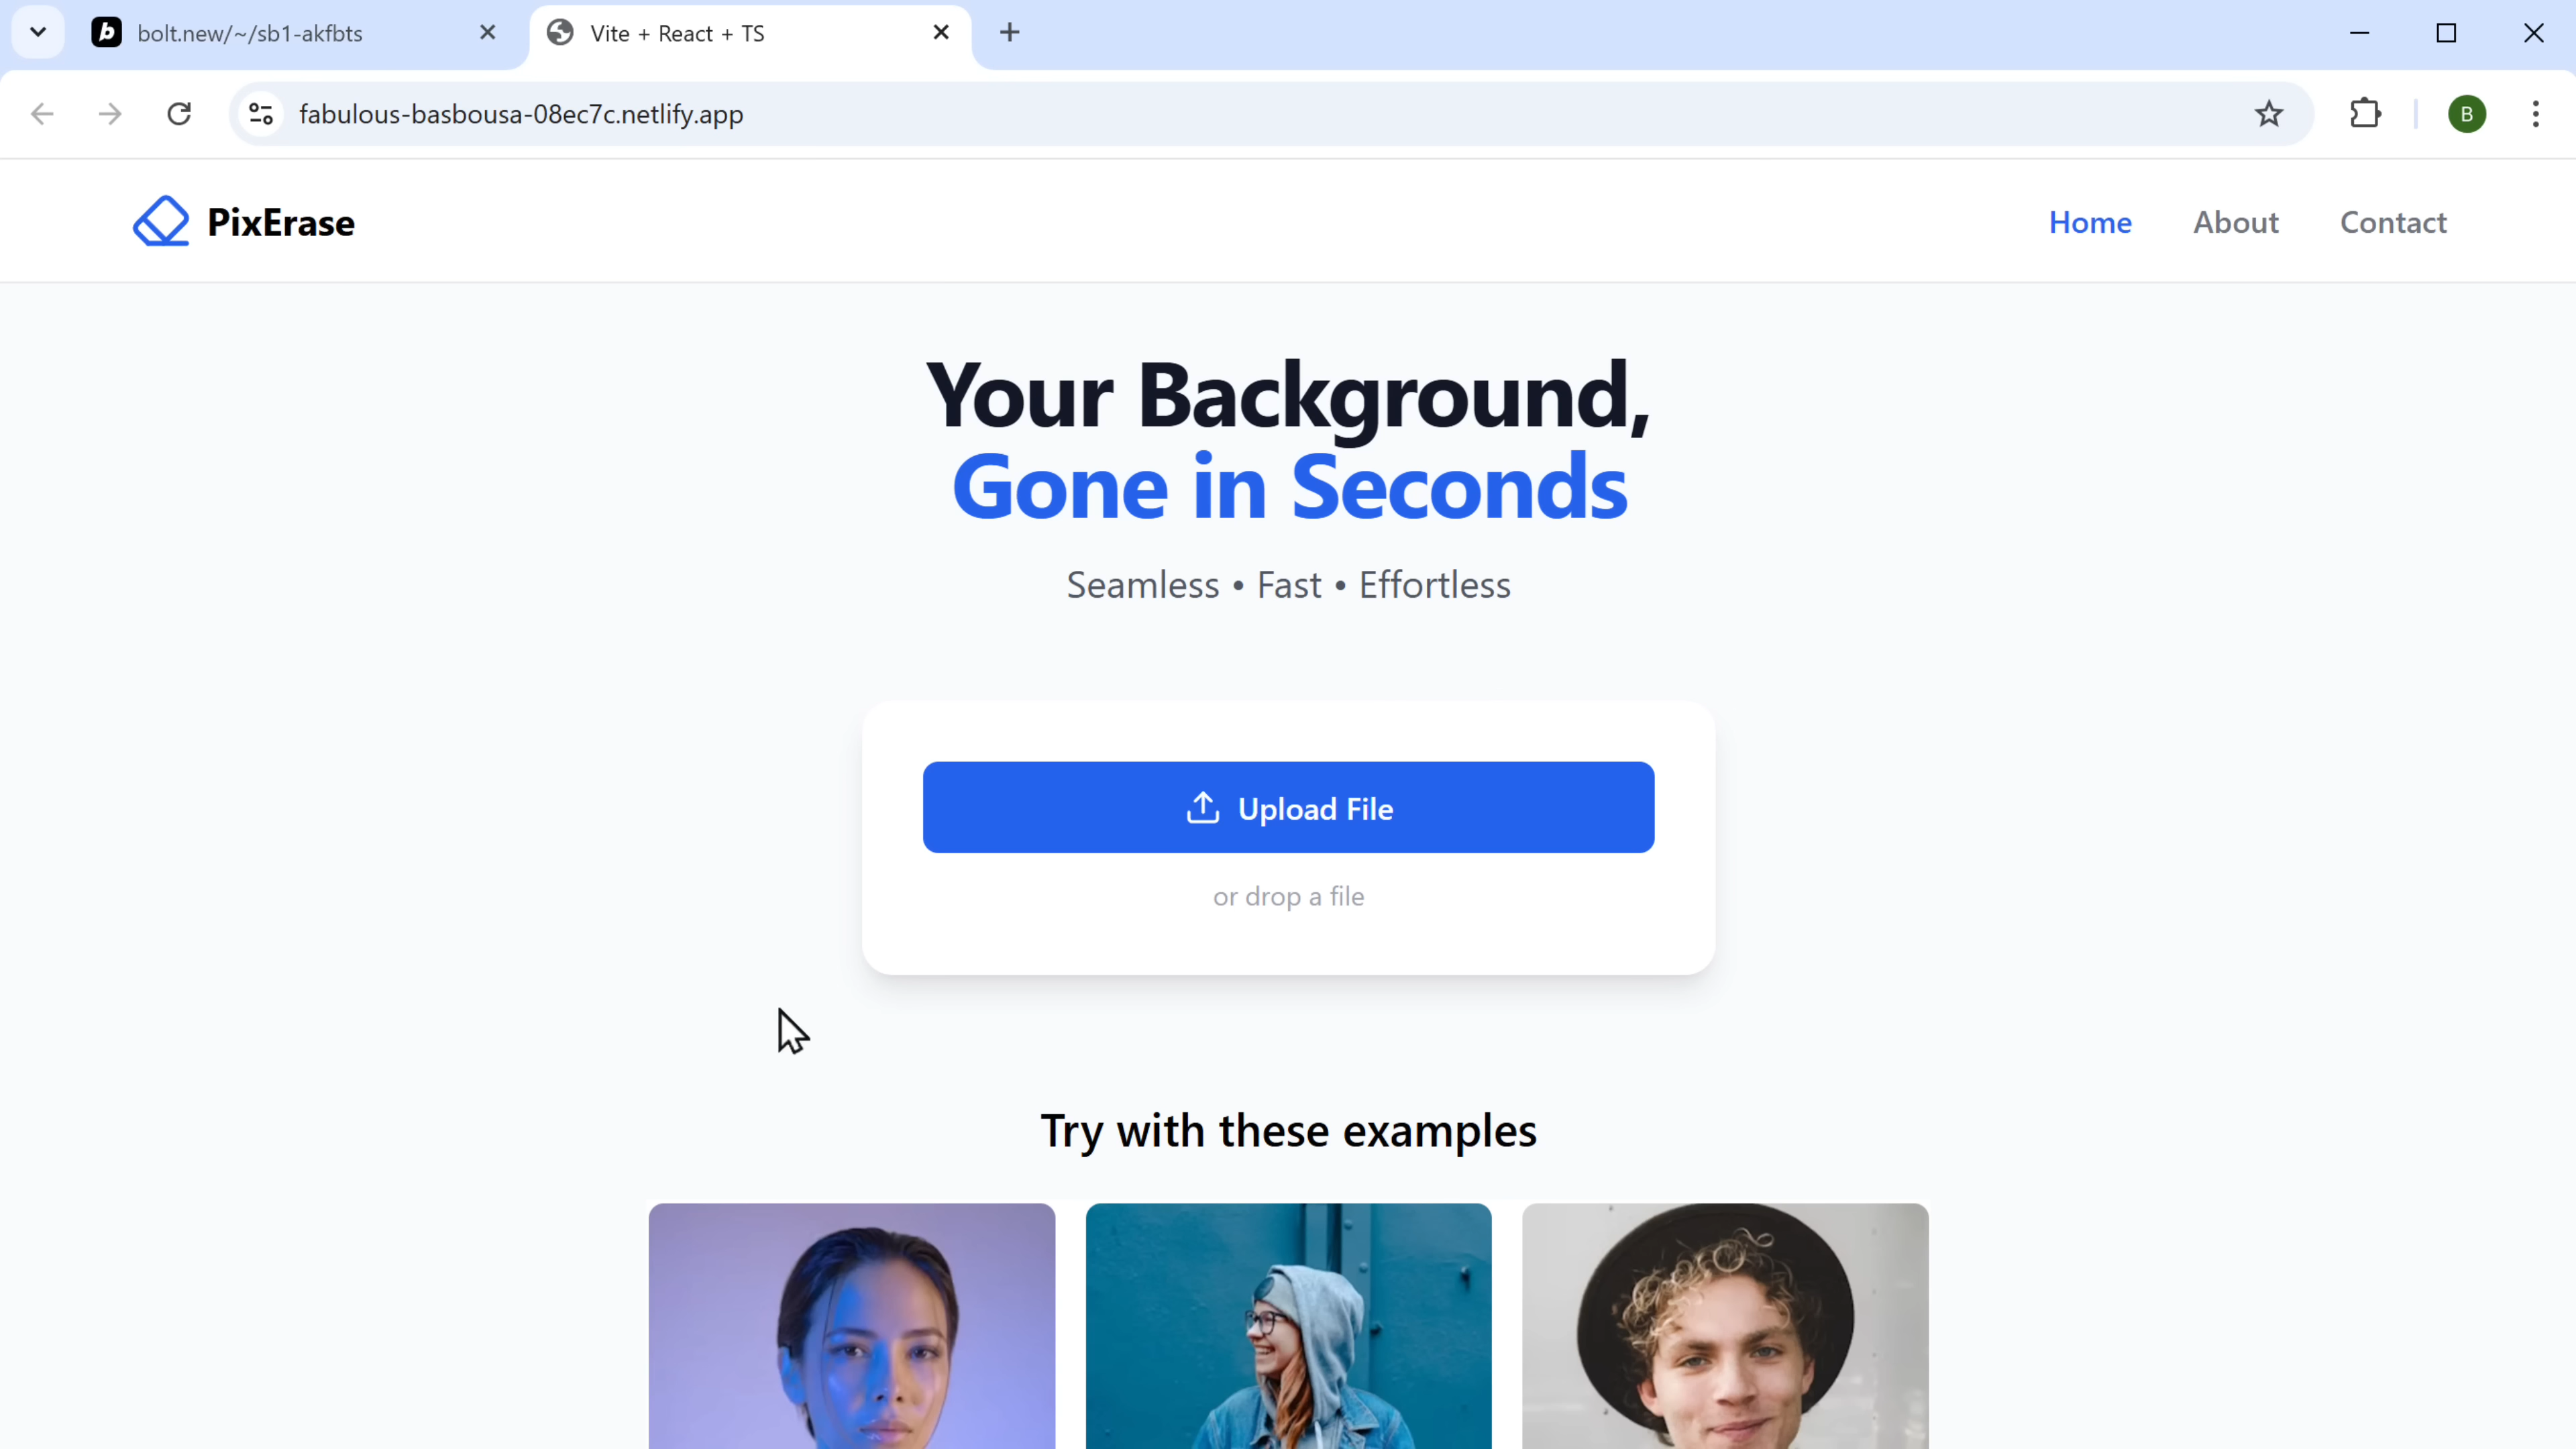 bolt.new/~/sb1-akfbts
Vite + React + TS
fabulous-basbousa-08ec7c.netlify.app
B
PixErase
Home
About
Contact
Your Background,
Gone in Seconds
Seamless • Fast • Effortless
Upload File
or drop a file
Try with these examples